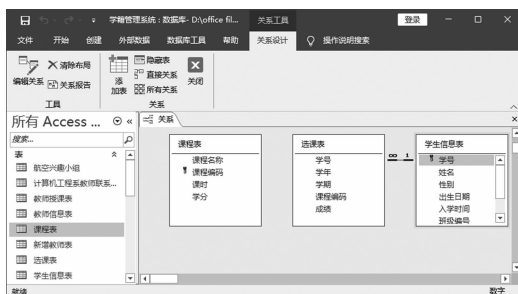 学籍管理系统:数据库- D:\office fil...
关系工具
登录
文件 开始 创建 外部数据 数据库工具 帮助 关系设计 操作说明搜索
编辑关系
清除布局
关系报告
工具
添加表
隐藏表
直接关系
所有关系
关闭
关系
所有 Access ...
搜索...
表
航空兴趣小组
计算机工程系教师联系...
教师授课表
教师信息表
课程表
新增教师表
选课表
学生信息表
关系
课程表
课程名称
课程编码
课时
学分
选课表
学号
学年
学期
课程编码
成绩
∞ 1
学生信息表
学号
姓名
性别
出生日期
入学时间
班级编号
就绪
数字